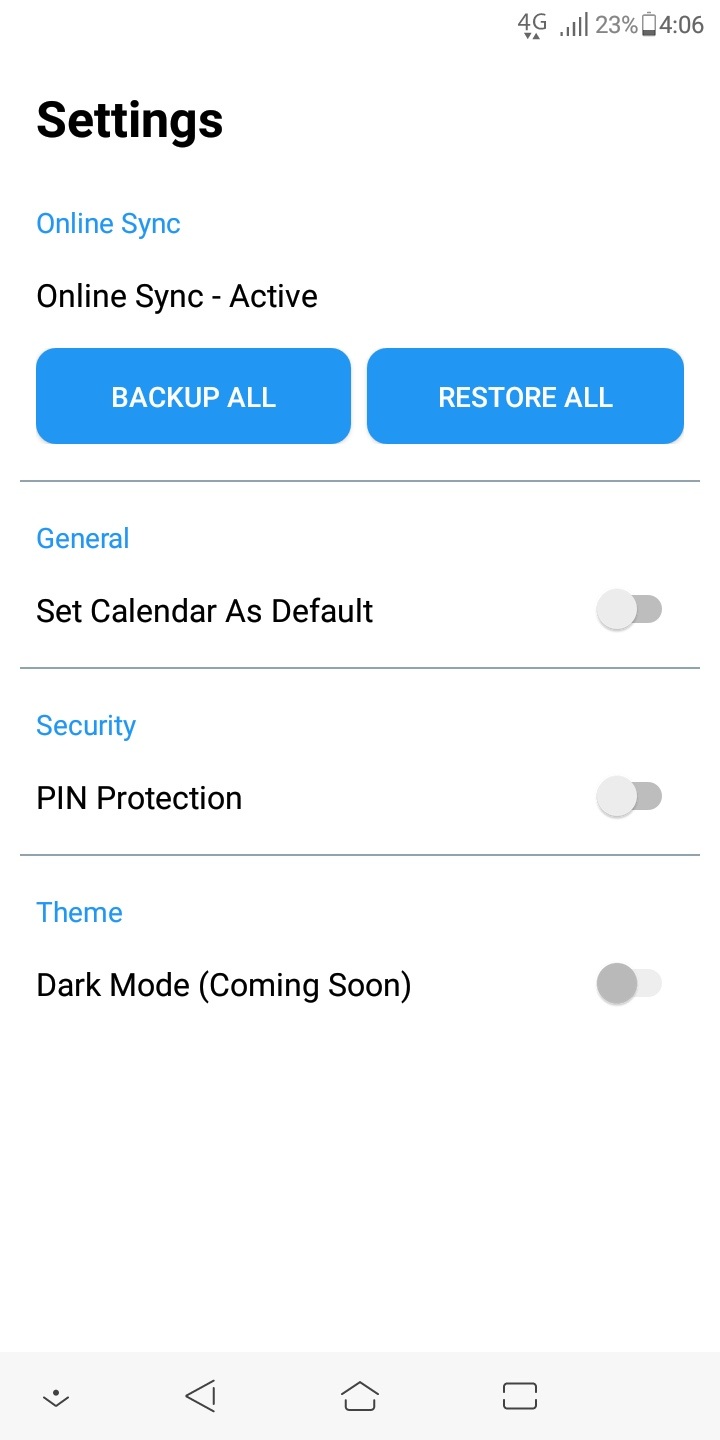 4G 23% 4:06
Settings
Online Sync
Online Sync - Active
BACKUP ALL RESTORE ALL
General
Set Calendar As Default
Security
PIN Protection
Theme
Dark Mode (Coming Soon)